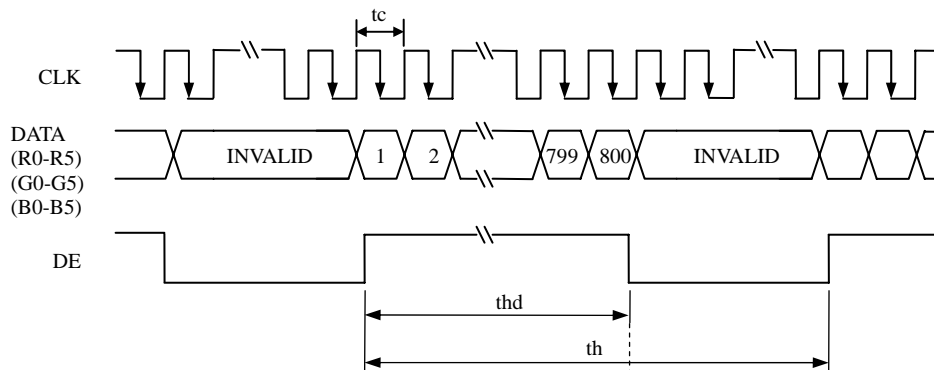 tc
CLK
DATA
(R0-R5)
(G0-G5)
(B0-B5)
INVALID 1 2 799 800 INVALID
DE
thd
th